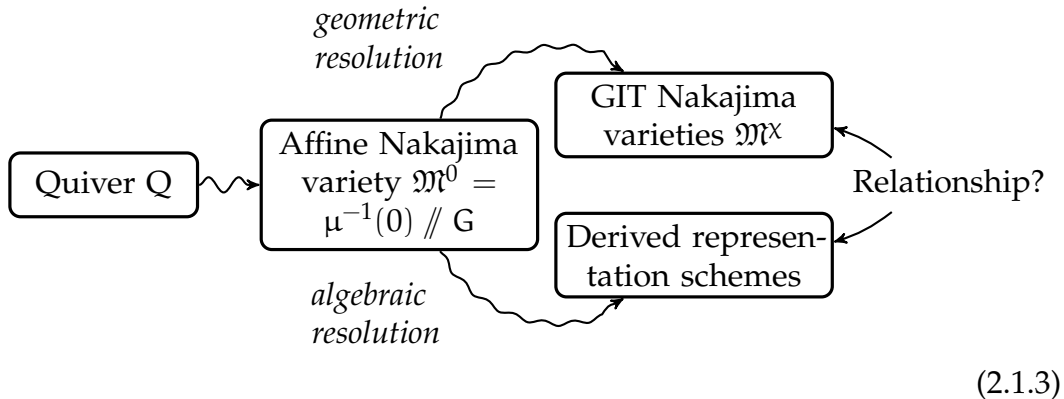 geometric
resolution
GIT Nakajima
varieties 𝔐^χ
Quiver Q
Affine Nakajima
variety 𝔐⁰ =
μ⁻¹(0) // G
Relationship?
Derived represen-
tation schemes
algebraic
resolution
(2.1.3)